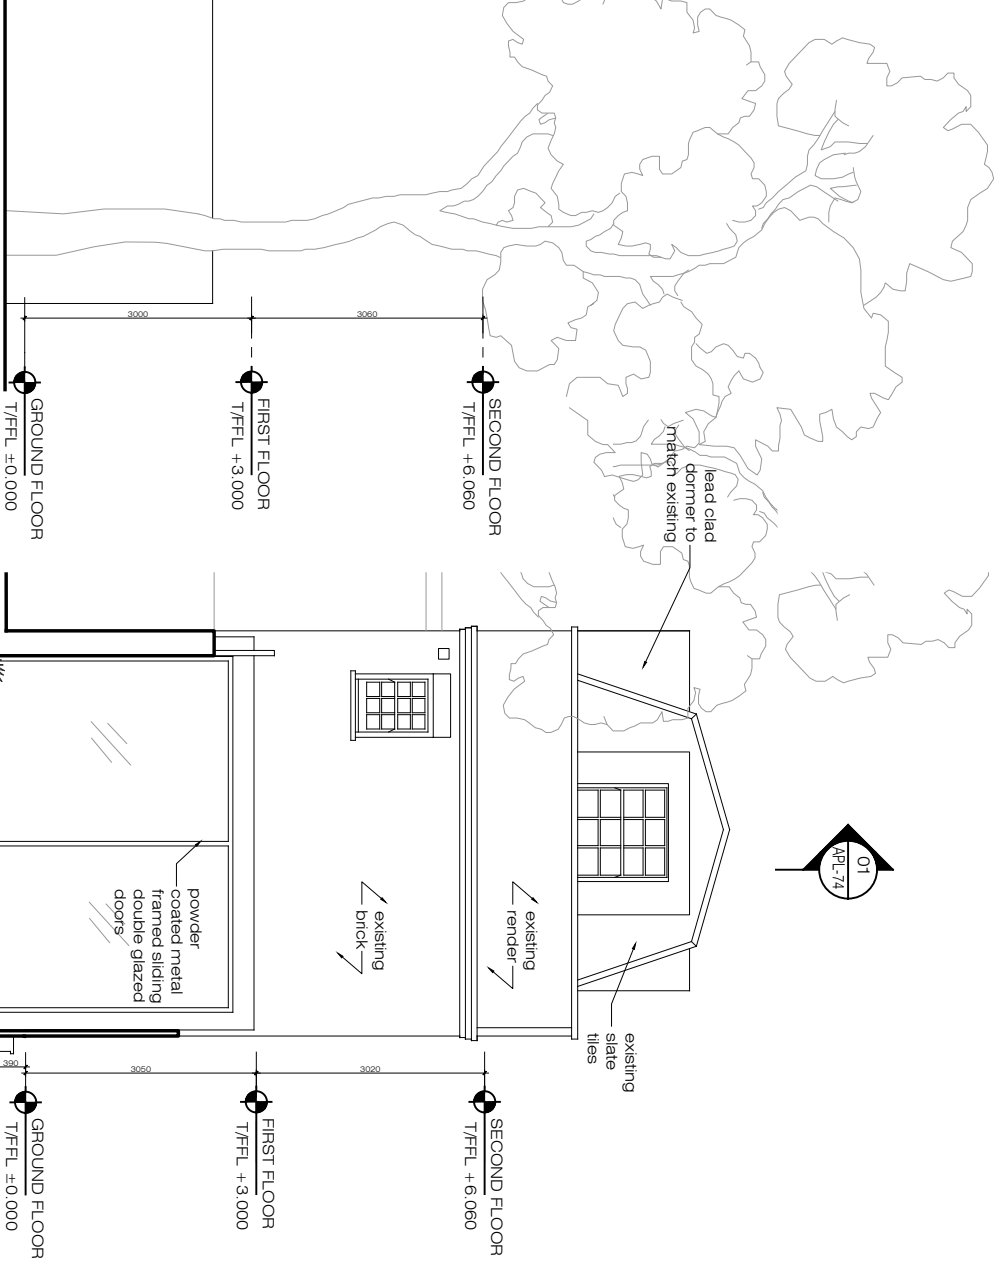 lead clad
dormer to
match existing
SECOND FLOOR
T/FFL +6.060
FIRST FLOOR
T/FFL +3.000
GROUND FLOOR
T/FFL ±0.000
3060
3000
01
APL-74
existing
slate
tiles
existing
render
existing
brick
powder
coated metal
framed sliding
double glazed
doors
SECOND FLOOR
T/FFL +6.060
FIRST FLOOR
T/FFL +3.000
GROUND FLOOR
T/FFL ±0.000
3020
3050
390